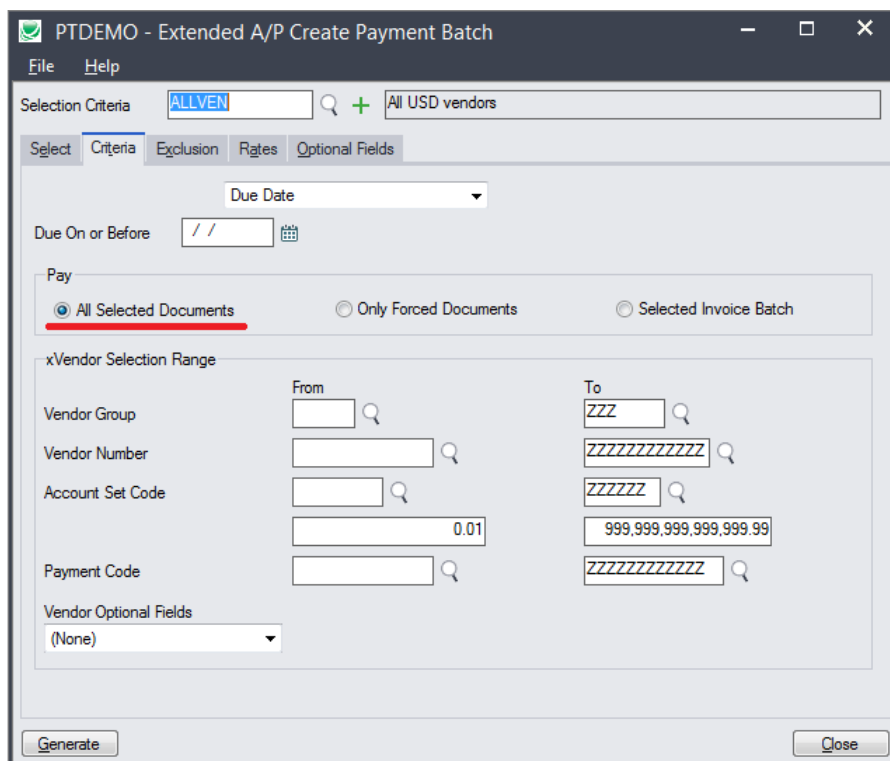 PTDEMO - Extended A/P Create Payment Batch
File Help
Selection Criteria ALLVEN All USD vendors
Select Criteria Exclusion Rates Optional Fields
Due Date
Due On or Before / /
Pay
All Selected Documents Only Forced Documents Selected Invoice Batch
xVendor Selection Range
From To
Vendor Group ZZZ
Vendor Number ZZZZZZZZZZZZ
Account Set Code ZZZZZZ
0.01 999,999,999,999,999.99
Payment Code ZZZZZZZZZZZZ
Vendor Optional Fields
(None)
Generate Close